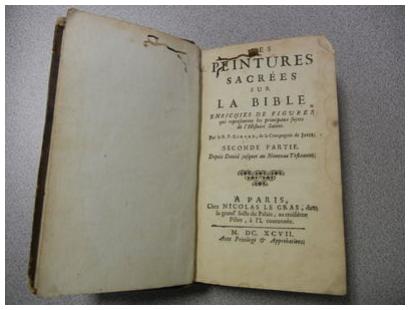 LES
PEINTURES
SACRÉES
SUR
LA BIBLE,
ENRICHIES DE FIGURES
qui representent les principaux sujets
de l'Histoire Sainte.
Par le R. P. GIRARD, de la Compagnie de JESUS.
SECONDE PARTIE.
Depuis David jusques au Nouveau Testament.
A PARIS,
Chez NICOLAS LE GRAS, dans
la grand' Salle du Palais, au troisiéme
Pilier, à l'L couronnée.
M. DC. XCVII.
Avec Privilege & Approbations.